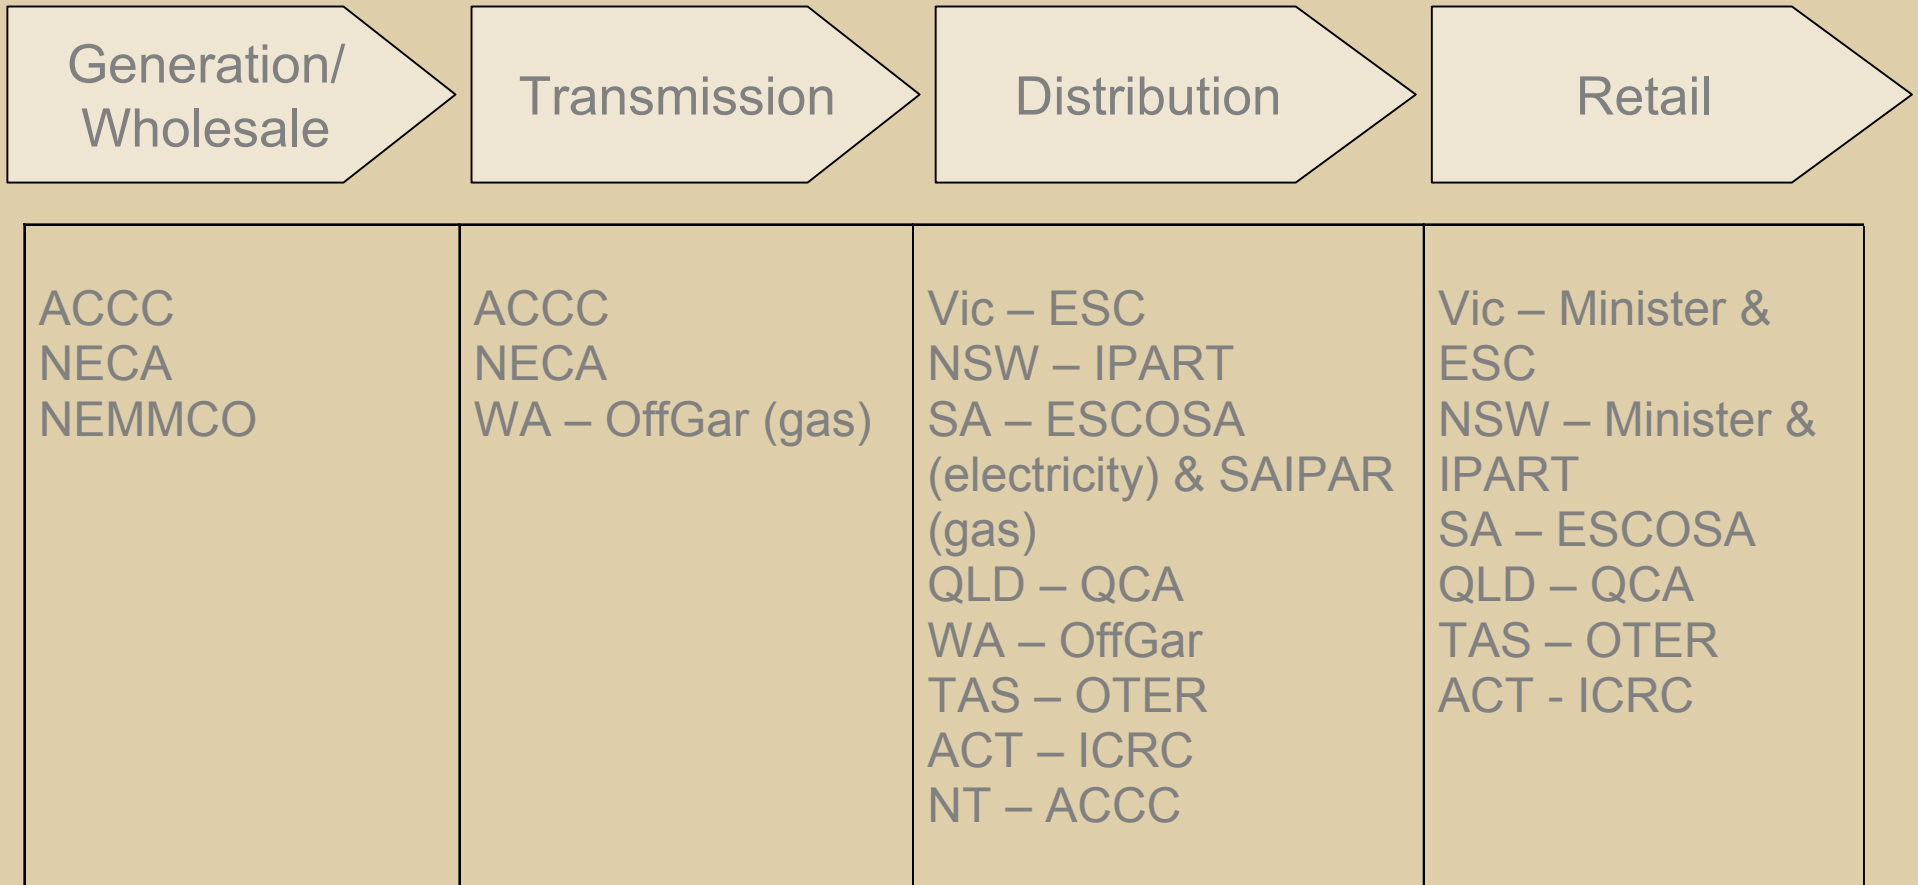 Generation/
Wholesale
Transmission
Distribution
Retail
ACCC
NECA
NEMMCO
ACCC
NECA
WA – OffGar (gas)
Vic – ESC
NSW – IPART
SA – ESCOSA
(electricity) & SAIPAR
(gas)
QLD – QCA
WA – OffGar
TAS – OTER
ACT – ICRC
NT – ACCC
Vic – Minister &
ESC
NSW – Minister &
IPART
SA – ESCOSA
QLD – QCA
TAS – OTER
ACT - ICRC